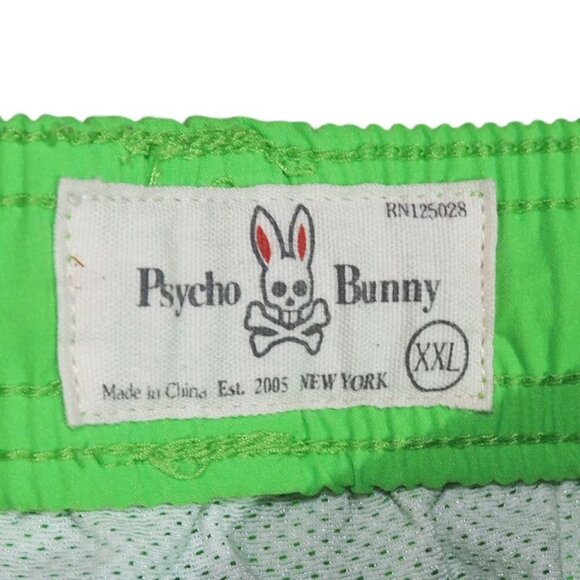 RN125028
Psycho Bunny
XXL
Made in China Est. 2005 NEW YORK